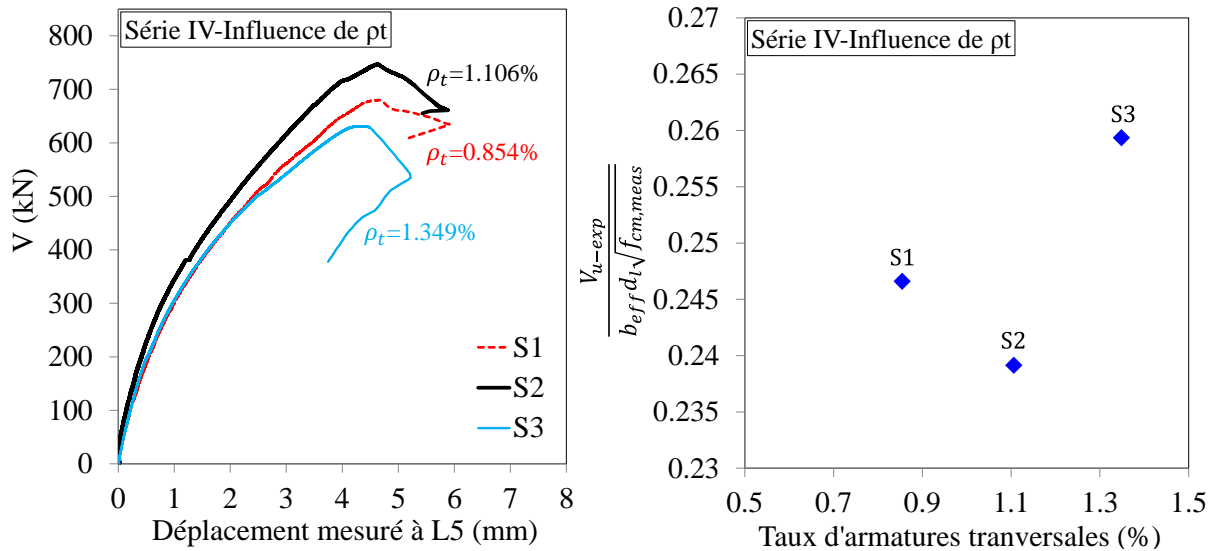 Série IV-Influence de ρt
800
700
600
500
400
300
200
100
0
V (kN)
ρt=1.106%
ρt=0.854%
ρt=1.349%
S1
S2
S3
0 1 2 3 4 5 6 7 8
Déplacement mesuré à L5 (mm)
Série IV-Influence de ρt
0.27
0.265
0.26
0.255
0.25
0.245
0.24
0.235
0.23
Vu−exp
beffdl√fcm,meas
S3
S1
S2
0.5 0.7 0.9 1.1 1.3 1.5
Taux d'armatures tranversales (%)